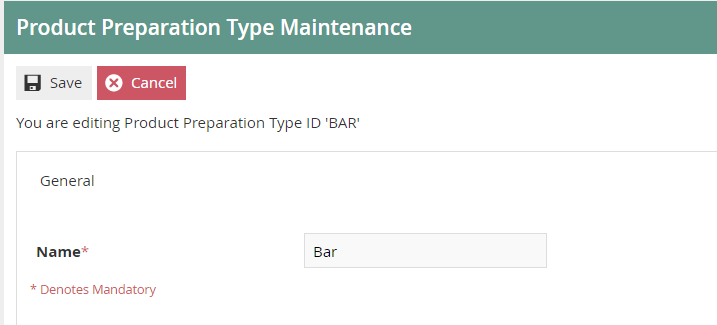 Product Preparation Type Maintenance
Save Cancel
You are editing Product Preparation Type ID 'BAR'
General
Name* Bar
* Denotes Mandatory